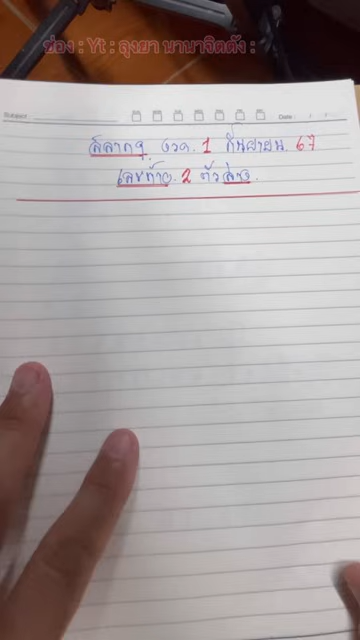 ช่อง : Yt : ลุงยา นานาจิตตัง :
Subject : Date : / /
สลากฯ งวด. 1 กันยายน. 67
เลขท้าย. 2 ตัวล่าง.